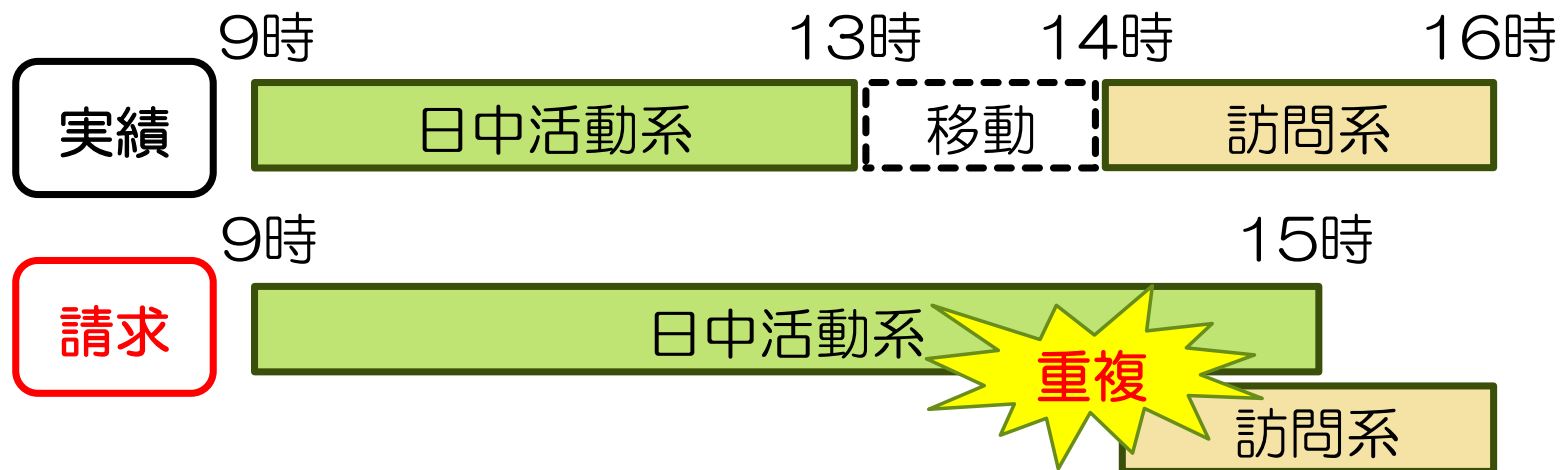 9時 13時 14時 16時
実績 日中活動系 移動 訪問系
9時 15時
請求 日中活動系
重複
訪問系